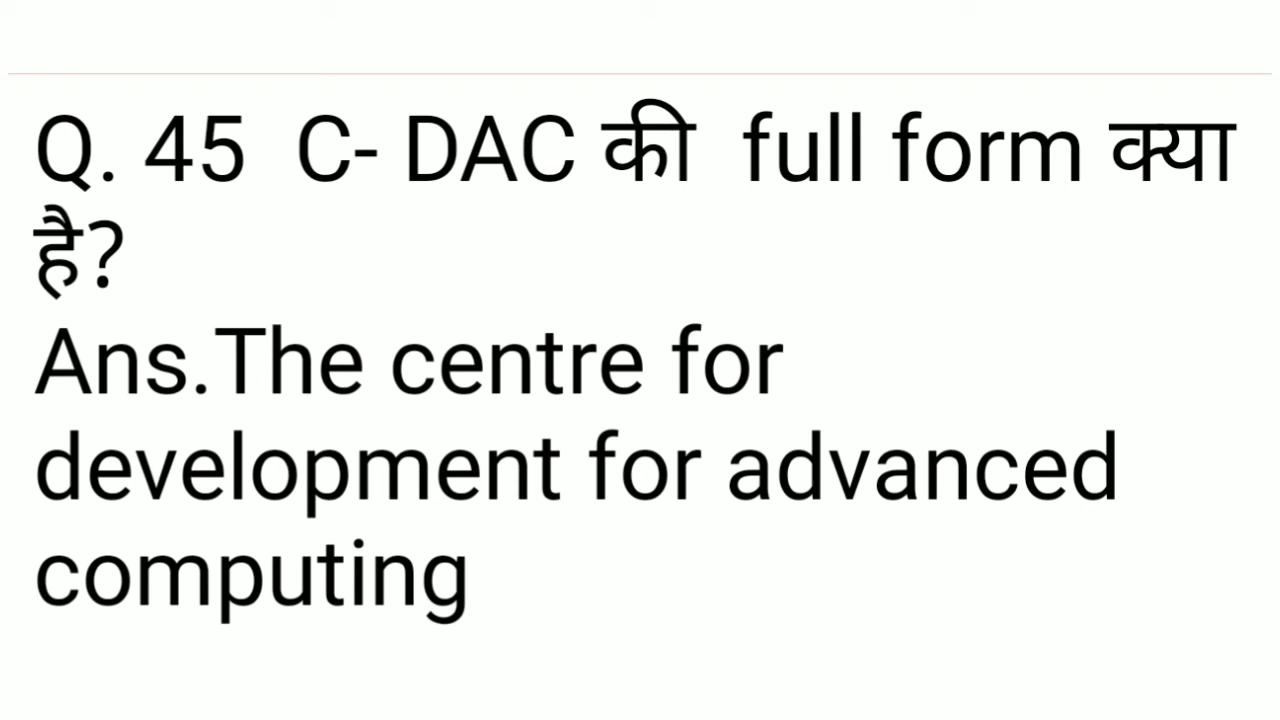 Q. 45 C- DAC की full form क्या
है?
Ans.The centre for
development for advanced
computing